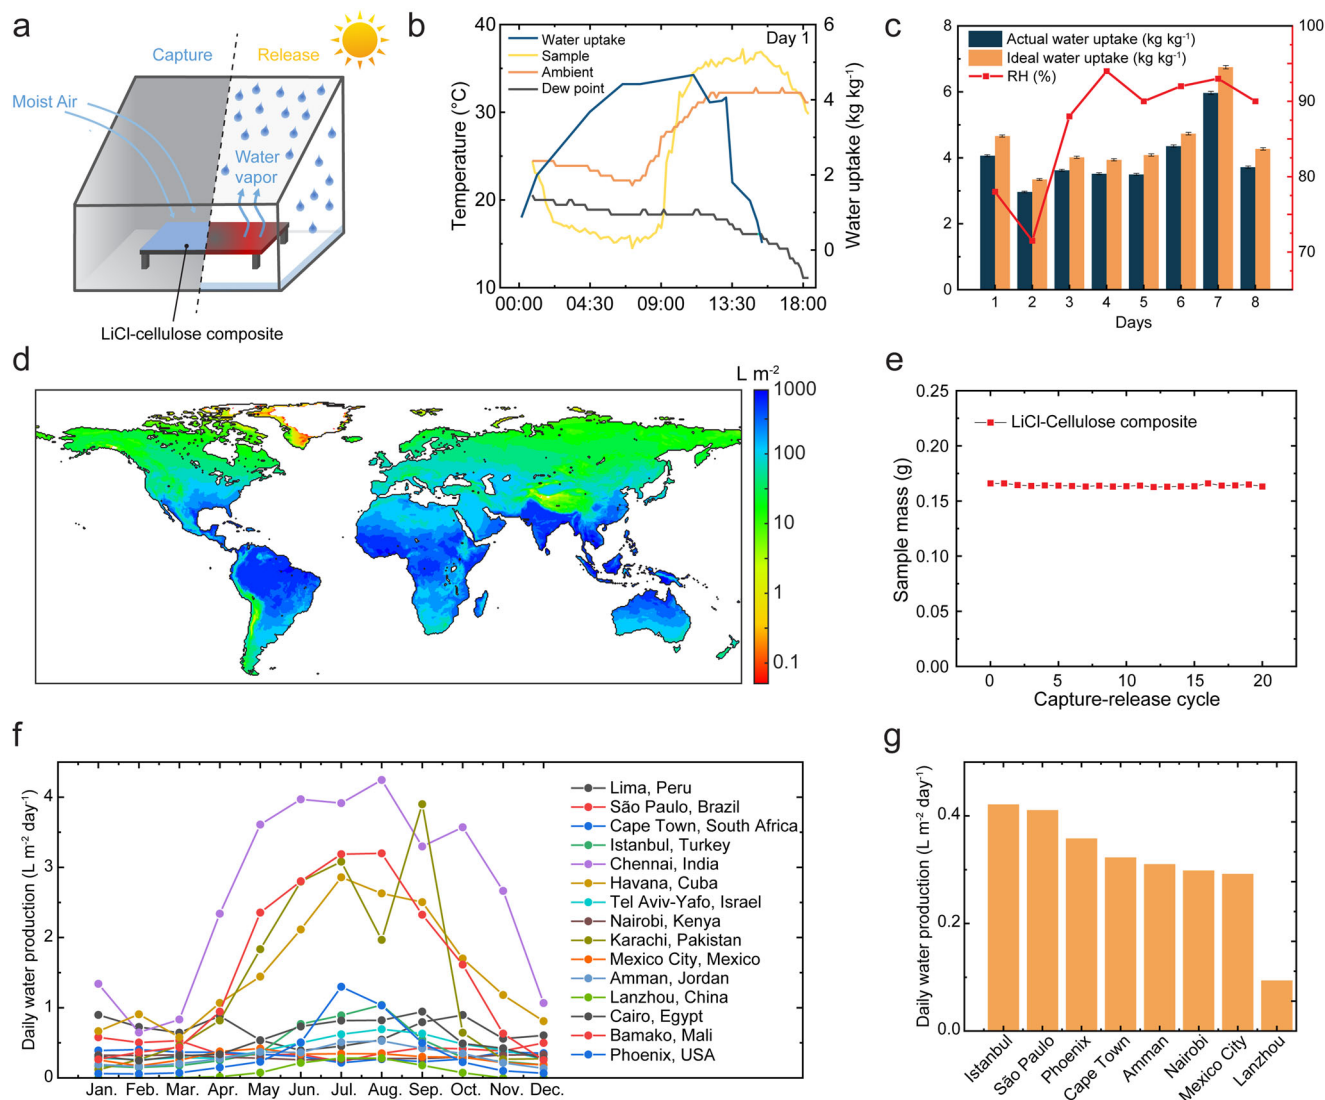 a
Capture
Release
Moist Air
Water
vapor
LiCl-cellulose composite
b
Day 1
Water uptake
Sample
Ambient
Dew point
Temperature (°C)
40
30
20
10
Water uptake (kg kg⁻¹)
6
4
2
0
00:00 04:30 09:00 13:30 18:00
c
Actual water uptake (kg kg⁻¹)
Ideal water uptake (kg kg⁻¹)
RH (%)
8
6
4
2
0
100
90
80
70
1 2 3 4 5 6 7 8
Days
d
L m⁻²
1000
100
10
1
0.1
e
LiCl-Cellulose composite
Sample mass (g)
0.25
0.20
0.15
0.10
0.05
0.00
0 5 10 15 20
Capture-release cycle
f
Daily water production (L m⁻² day⁻¹)
4
3
2
1
0
Jan. Feb. Mar. Apr. May Jun. Jul. Aug. Sep. Oct. Nov. Dec.
Lima, Peru
São Paulo, Brazil
Cape Town, South Africa
Istanbul, Turkey
Chennai, India
Havana, Cuba
Tel Aviv-Yafo, Israel
Nairobi, Kenya
Karachi, Pakistan
Mexico City, Mexico
Amman, Jordan
Lanzhou, China
Cairo, Egypt
Bamako, Mali
Phoenix, USA
g
Daily water production (L m⁻² day⁻¹)
0.4
0.2
0.0
Istanbul
São Paulo
Phoenix
Cape Town
Amman
Nairobi
Mexico City
Lanzhou